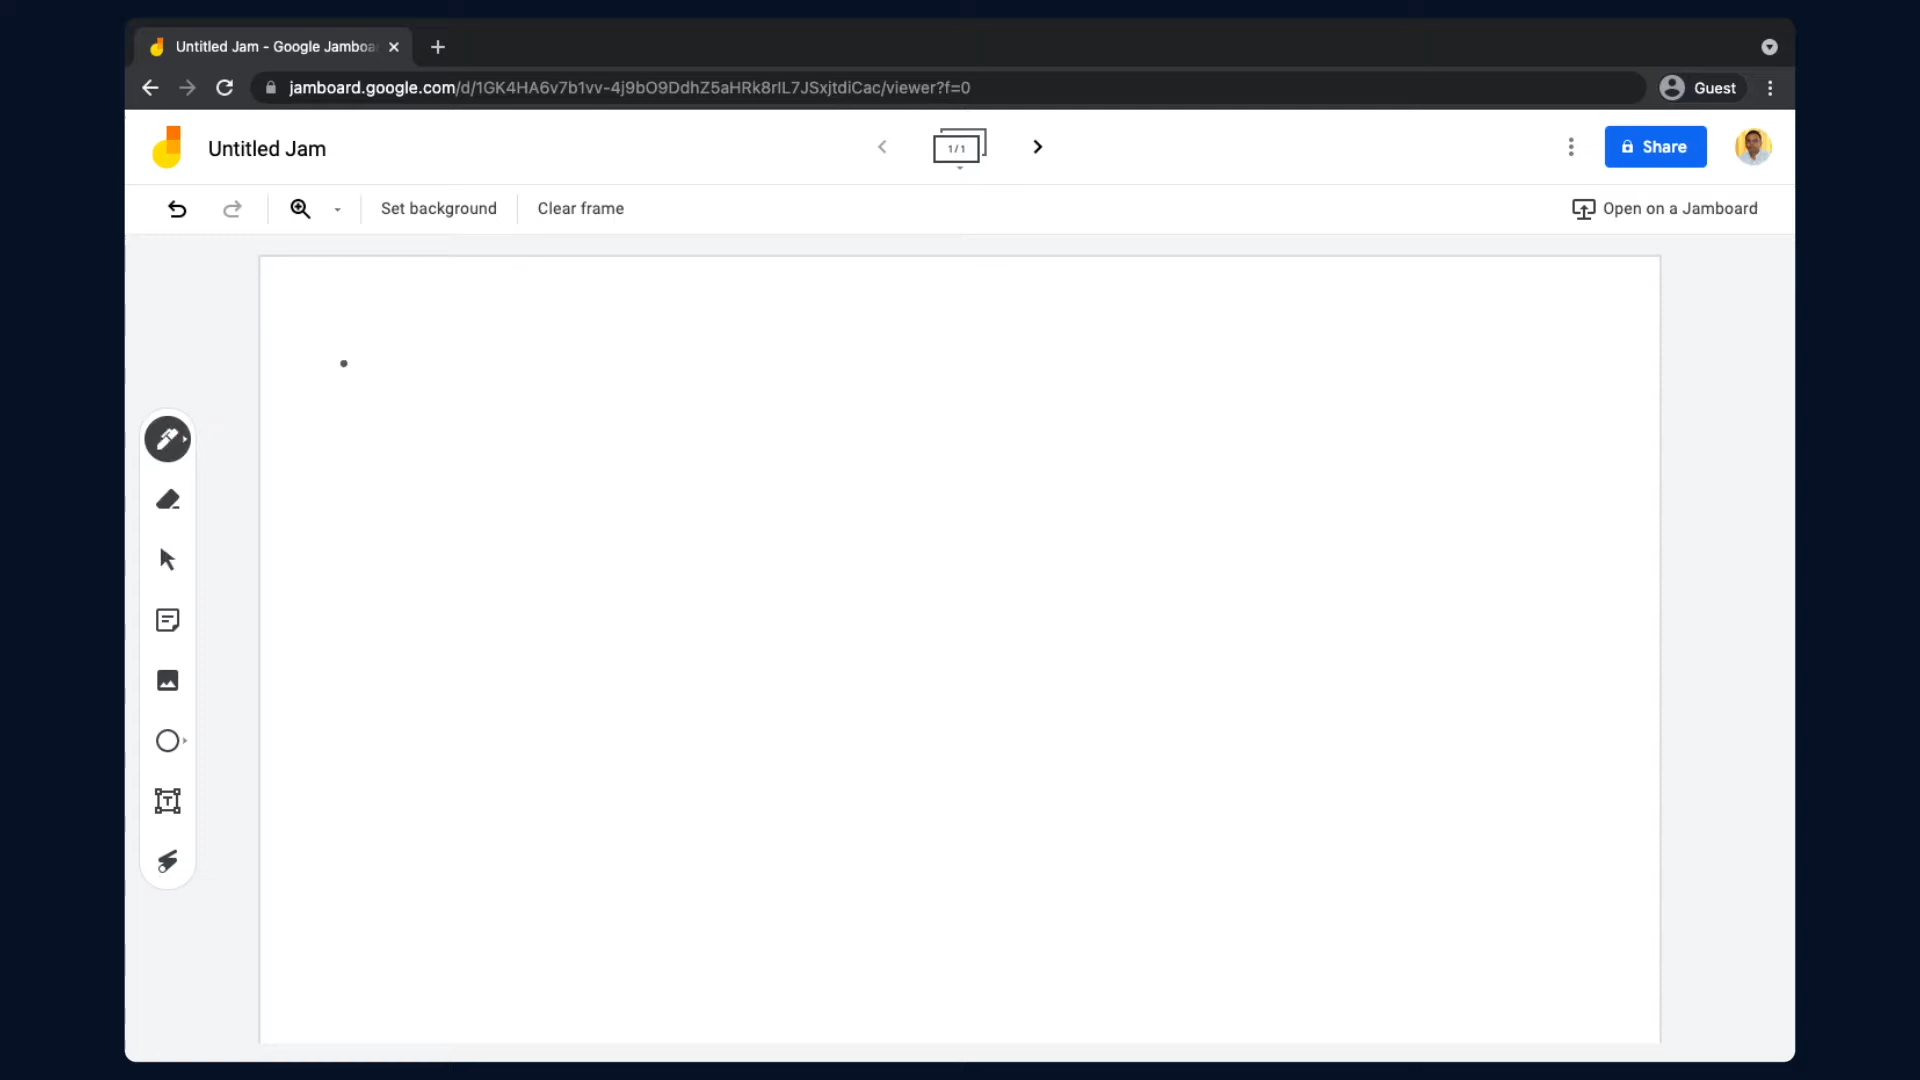 Untitled Jam - Google Jamboa
jamboard.google.com/d/1GK4HA6v7b1vv-4j9bO9DdhZ5aHRk8rlL7JSxjtdiCac/viewer?f=0
Guest
Untitled Jam
1/1
Share
Set background
Clear frame
Open on a Jamboard